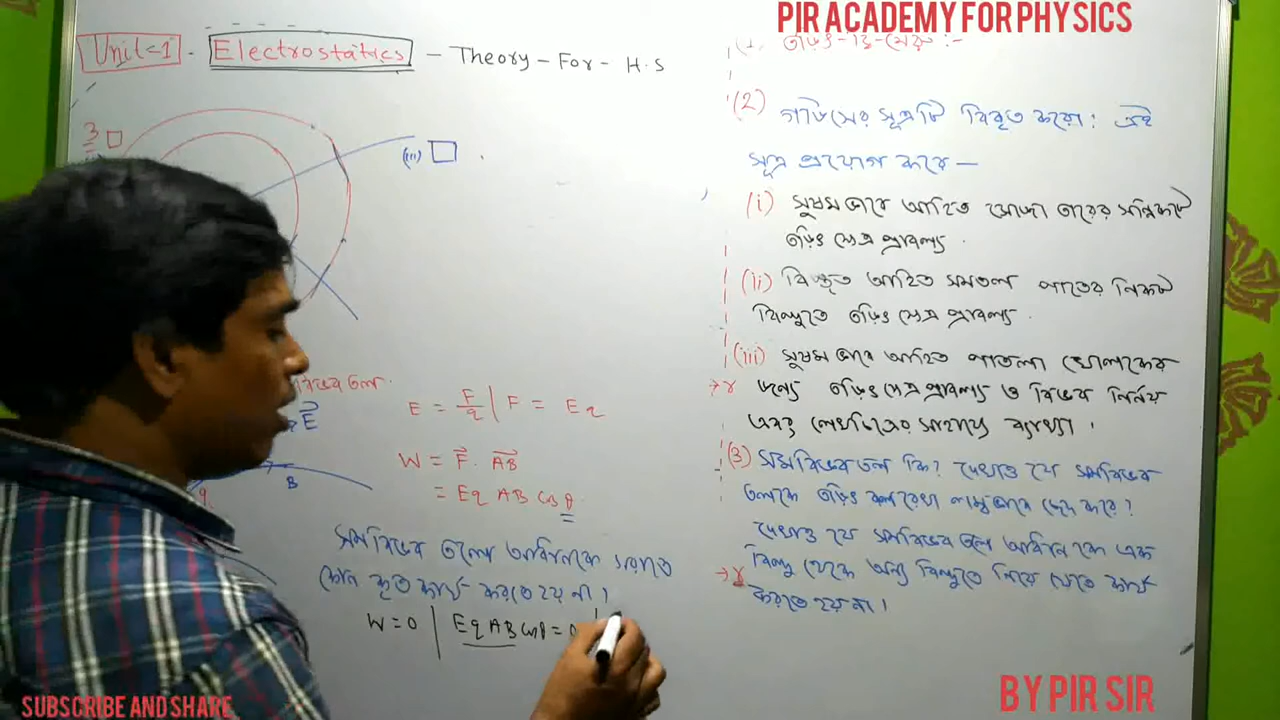 PIR ACADEMY FOR PHYSICS
Unit-1 - Electrostatics - Theory - For - H.S
(iii)
E = F/q | F = Eq
W = F⃗ . AB⃗
= Eq AB cos θ
E⃗
B
q
সমবিভব তলে আধানকে সরাতে
কোন কৃত কার্য করতে হয় না।
W = 0 | Eq AB cosθ = 0
(2) গাউসের সূত্রটি বিবৃত করো। এই
সূত্র প্রয়োগ করে —
(i) সুষমভাবে আহিত সোজা তারের সন্নিকটে
তড়িৎ ক্ষেত্র প্রাবল্য.
(ii) বিস্তৃত আহিত সমতল পাতের নিকট
বিন্দুতে তড়িৎ ক্ষেত্র প্রাবল্য.
(iii) সুষমভাবে আহিত পাতলা গোলকের
জন্যে তড়িৎ ক্ষেত্র প্রাবল্য ও বিভব নির্ণয়
এবং লেখচিত্রের সাহায্যে ব্যাখ্যা।
(3) সমবিভবতল কি? দেখাও যে সমবিভব
তলকে তড়িৎ বলরেখা লম্বভাবে ছেদ করে?
দেখাও যে সমবিভব তলে আধানকে এক
বিন্দু থেকে অন্য বিন্দুতে নিয়ে যেতে কার্য
করতে হয় না।
SUBSCRIBE AND SHARE
BY PIR SIR